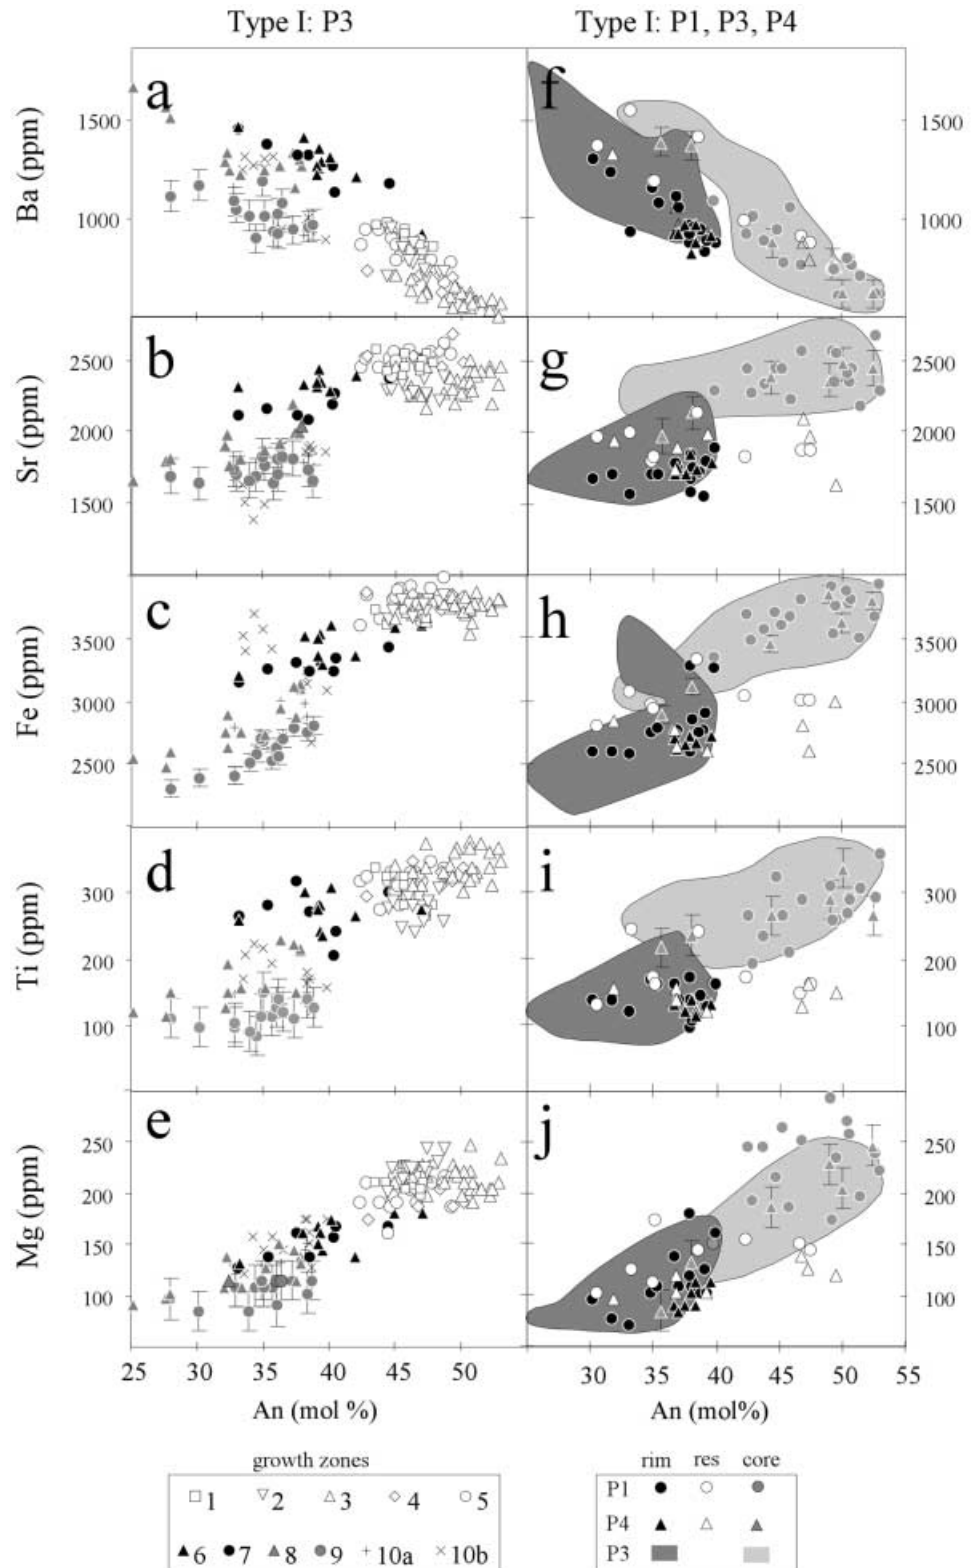 Type I: P3
Type I: P1, P3, P4
a
f
Ba (ppm)
1500
1000
1500
1000
b
g
Sr (ppm)
2500
2000
1500
2500
2000
1500
c
h
Fe (ppm)
3500
3000
2500
3500
3000
2500
d
i
Ti (ppm)
300
200
100
300
200
100
e
j
Mg (ppm)
250
200
150
100
250
200
150
100
25 30 35 40 45 50
30 35 40 45 50 55
An (mol %)
An (mol%)
growth zones
1 2 3 4 5
6 7 8 9 10a 10b
rim res core
P1
P4
P3